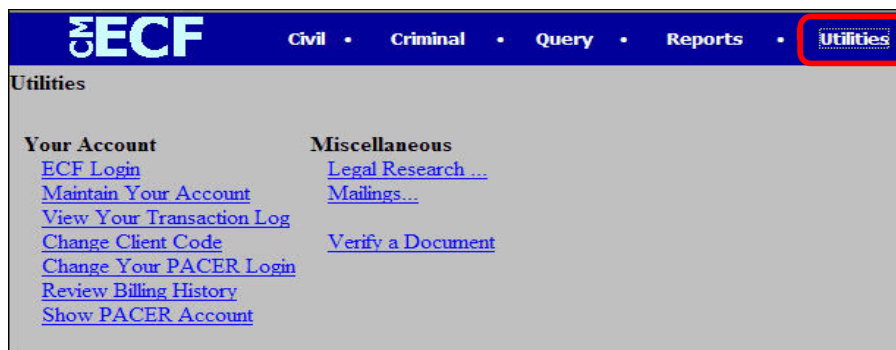 CM ECF Civil • Criminal • Query • Reports • Utilities
Utilities
Your Account
ECF Login
Maintain Your Account
View Your Transaction Log
Change Client Code
Change Your PACER Login
Review Billing History
Show PACER Account
Miscellaneous
Legal Research ...
Mailings...
Verify a Document